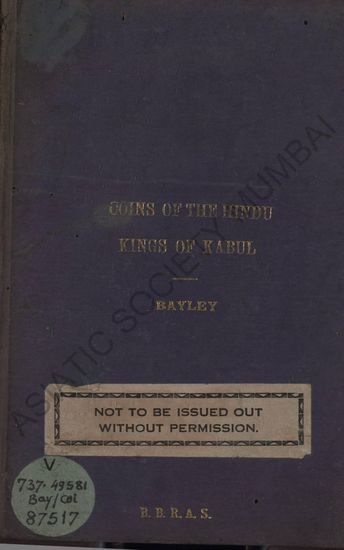 COINS OF THE HINDU
KINGS OF KABUL
BAYLEY
ASIATIC SOCIETY MUMBAI
NOT TO BE ISSUED OUT
WITHOUT PERMISSION.
V.
737.49581
Bay/Coi
87517
B. B. R. A. S.